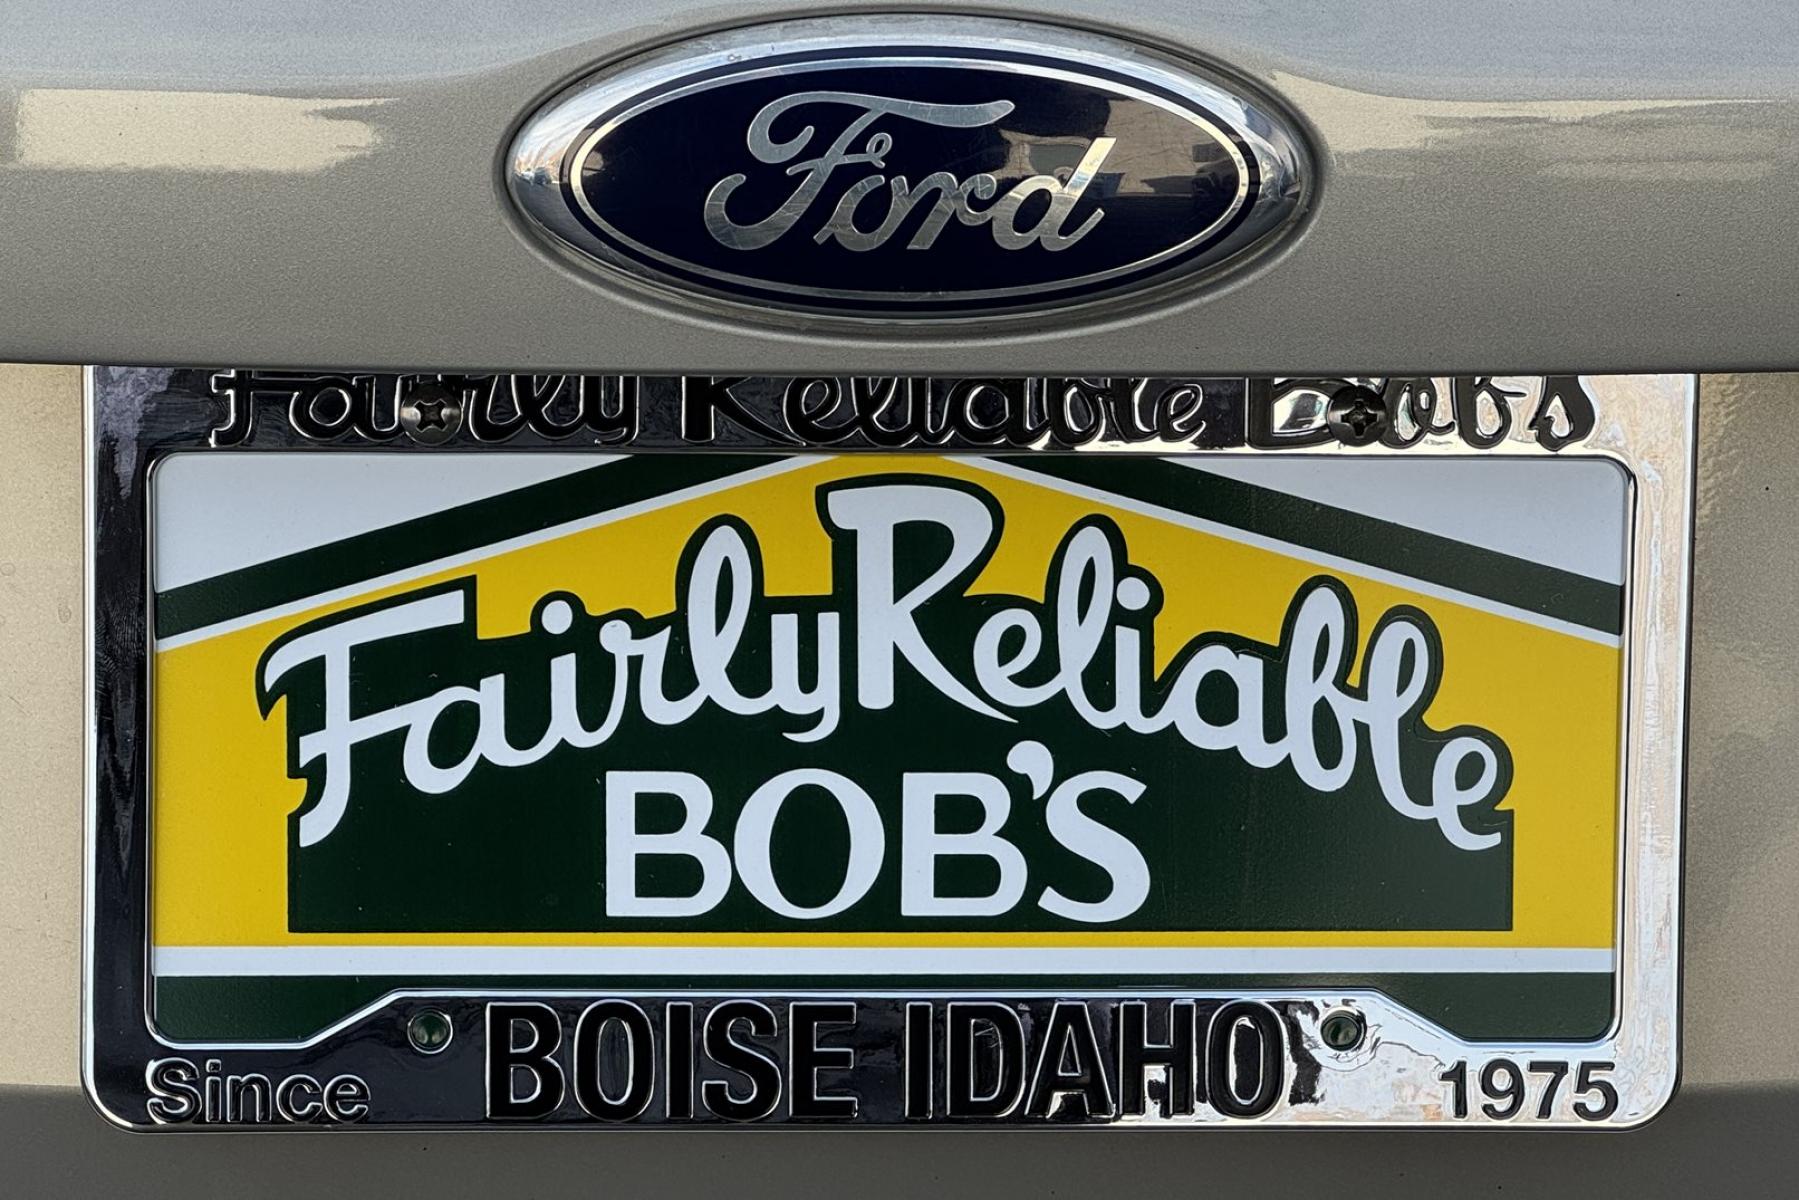 Ford
Fairly Reliable Bob's
Fairly Reliable
BOB'S
BOISE IDAHO
Since 1975